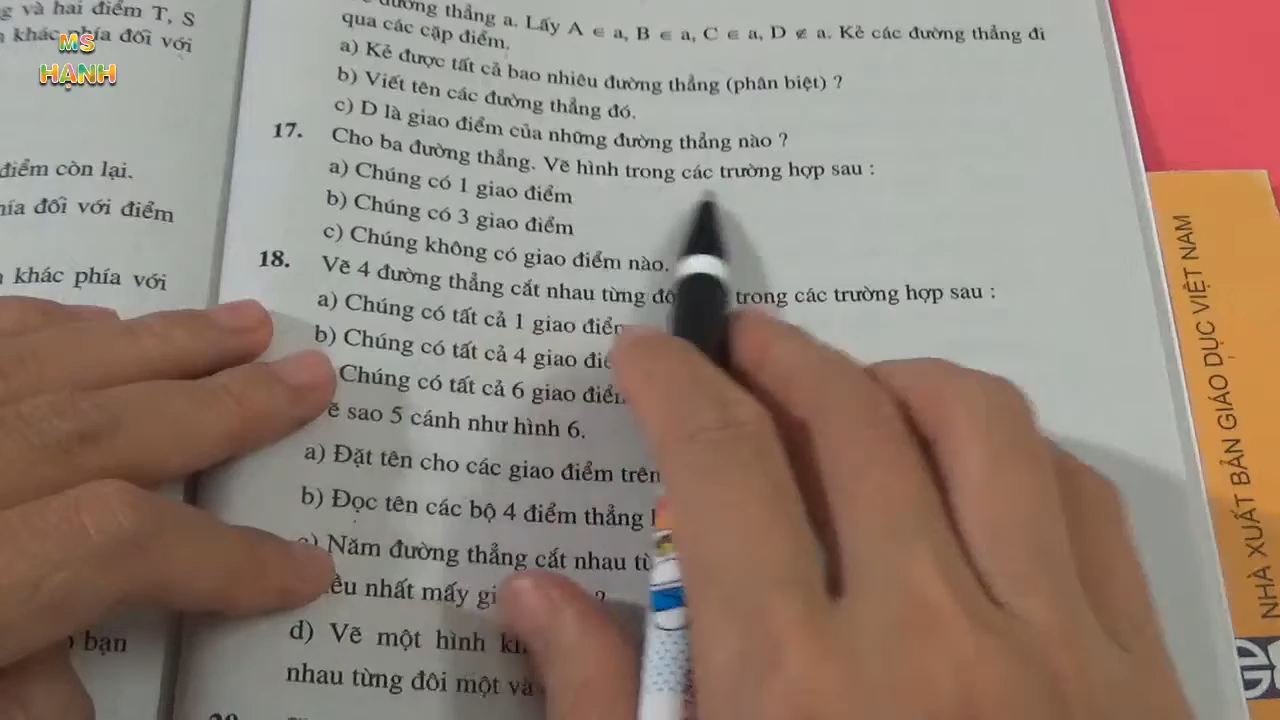 g và hai điểm T, S
khác phía đối với
MS
HẠNH
điểm còn lại.
phía đối với điểm
khác phía với
bạn
đường thẳng a. Lấy A ∈ a, B ∈ a, C ∈ a, D ∉ a. Kẻ các đường thẳng đi
qua các cặp điểm.
a) Kẻ được tất cả bao nhiêu đường thẳng (phân biệt) ?
b) Viết tên các đường thẳng đó.
c) D là giao điểm của những đường thẳng nào ?
17. Cho ba đường thẳng. Vẽ hình trong các trường hợp sau :
a) Chúng có 1 giao điểm
b) Chúng có 3 giao điểm
c) Chúng không có giao điểm nào.
18. Vẽ 4 đường thẳng cắt nhau từng đô trong các trường hợp sau :
a) Chúng có tất cả 1 giao điểm
b) Chúng có tất cả 4 giao
Chúng có tất cả 6 giao điểm
sao 5 cánh như hình 6.
a) Đặt tên cho các giao điểm trên
b) Đọc tên các bộ 4 điểm thẳng
c) Năm đường thẳng cắt nhau từ
nhất mấy gi ?
d) Vẽ một hình
nhau từng đôi một và
NHÀ XUẤT BẢN GIÁO DỤC VIỆT NAM